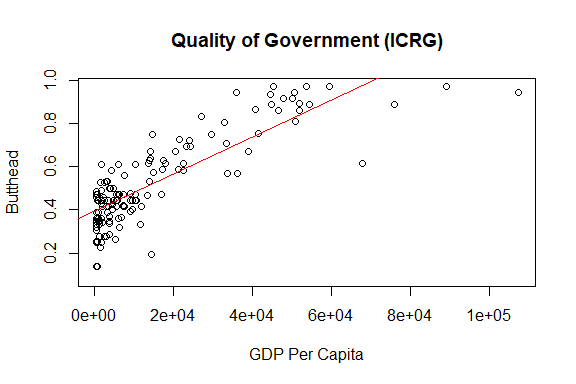 Quality of Government (ICRG)
Butthead
1.0
0.8
0.6
0.4
0.2
0e+00 2e+04 4e+04 6e+04 8e+04 1e+05
GDP Per Capita